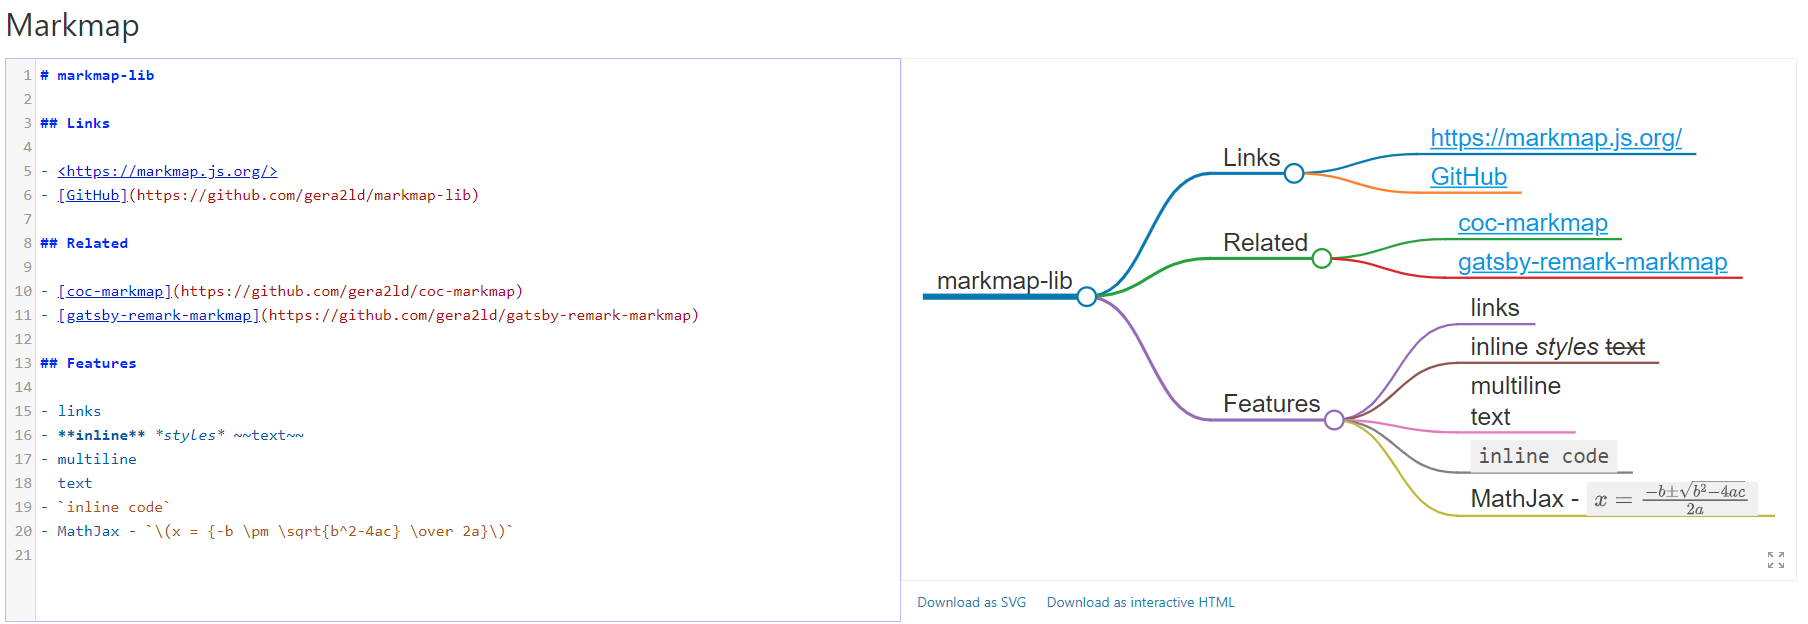 Markmap
1 # markmap-lib
2
3 ## Links
4
5 - <https://markmap.js.org/>
6 - [GitHub](https://github.com/gera2ld/markmap-lib)
7
8 ## Related
9
10 - [coc-markmap](https://github.com/gera2ld/coc-markmap)
11 - [gatsby-remark-markmap](https://github.com/gera2ld/gatsby-remark-markmap)
12
13 ## Features
14
15 - links
16 - **inline** *styles* ~~text~~
17 - multiline
18   text
19 - `inline code`
20 - MathJax - `\(x = {-b \pm \sqrt{b^2-4ac} \over 2a}\)`
21
markmap-lib
Links
https://markmap.js.org/
GitHub
Related
coc-markmap
gatsby-remark-markmap
Features
links
inline styles text
multiline
text
inline code
MathJax - x = −b±√b²−4ac / 2a
Download as SVG Download as interactive HTML